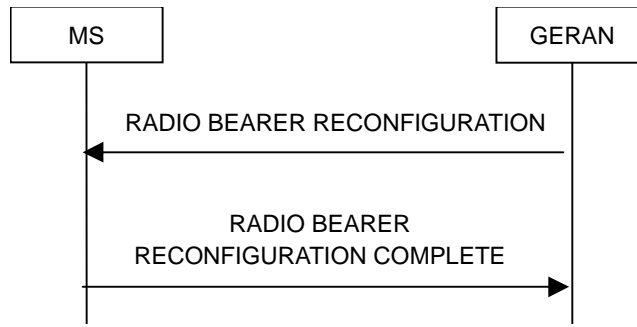 MS
GERAN
RADIO BEARER RECONFIGURATION
RADIO BEARER
RECONFIGURATION COMPLETE